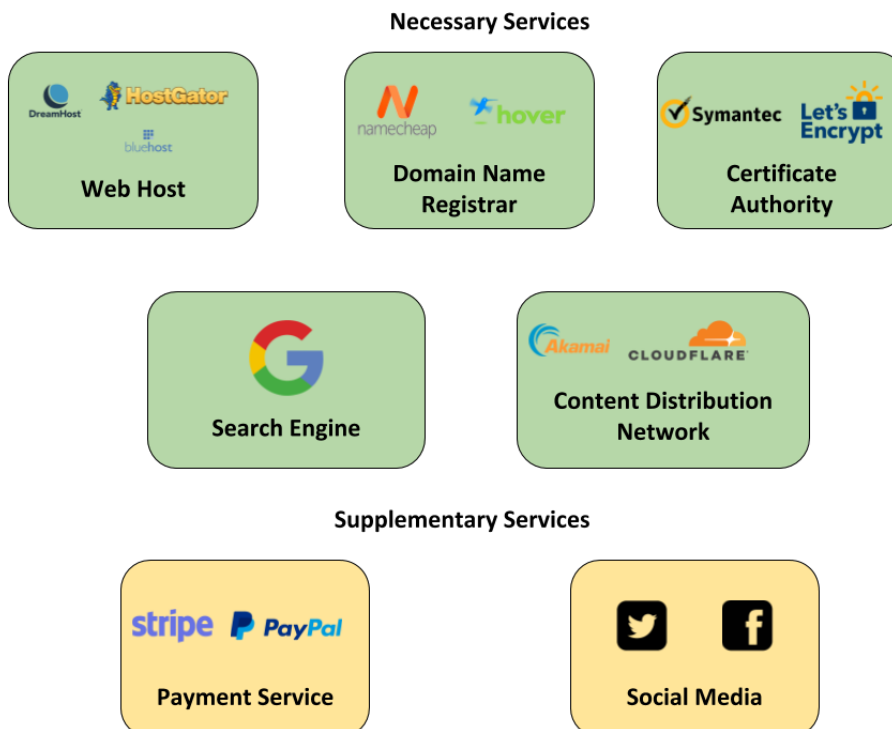 Necessary Services
DreamHost
HostGator
bluehost
Web Host
namecheap
hover
Domain Name
Registrar
Symantec
Let's
Encrypt
Certificate
Authority
Search Engine
Akamai
CLOUDFLARE
Content Distribution
Network
Supplementary Services
stripe
PayPal
Payment Service
Social Media